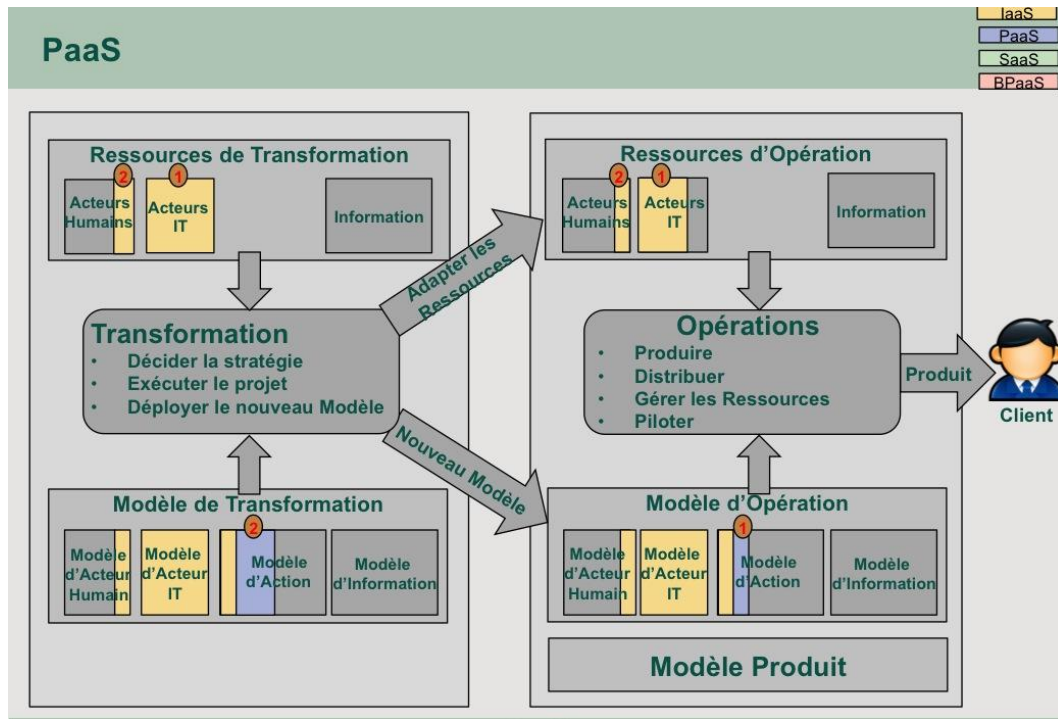 PaaS
IaaS
PaaS
SaaS
BPaaS
Ressources de Transformation
2
1
Acteurs
Humains
Acteurs
IT
Information
Transformation
• Décider la stratégie
• Exécuter le projet
• Déployer le nouveau Modèle
Modèle de Transformation
2
Modèle
d'Acteur
Humain
Modèle
d'Acteur
IT
Modèle
d'Action
Modèle
d'Information
Adapter les
Ressources
Nouveau Modèle
Ressources d'Opération
2
1
Acteurs
Humains
Acteurs
IT
Information
Opérations
• Produire
• Distribuer
• Gérer les Ressources
• Piloter
Produit
Client
Modèle d'Opération
1
Modèle
d'Acteur
Humain
Modèle
d'Acteur
IT
Modèle
d'Action
Modèle
d'Information
Modèle Produit